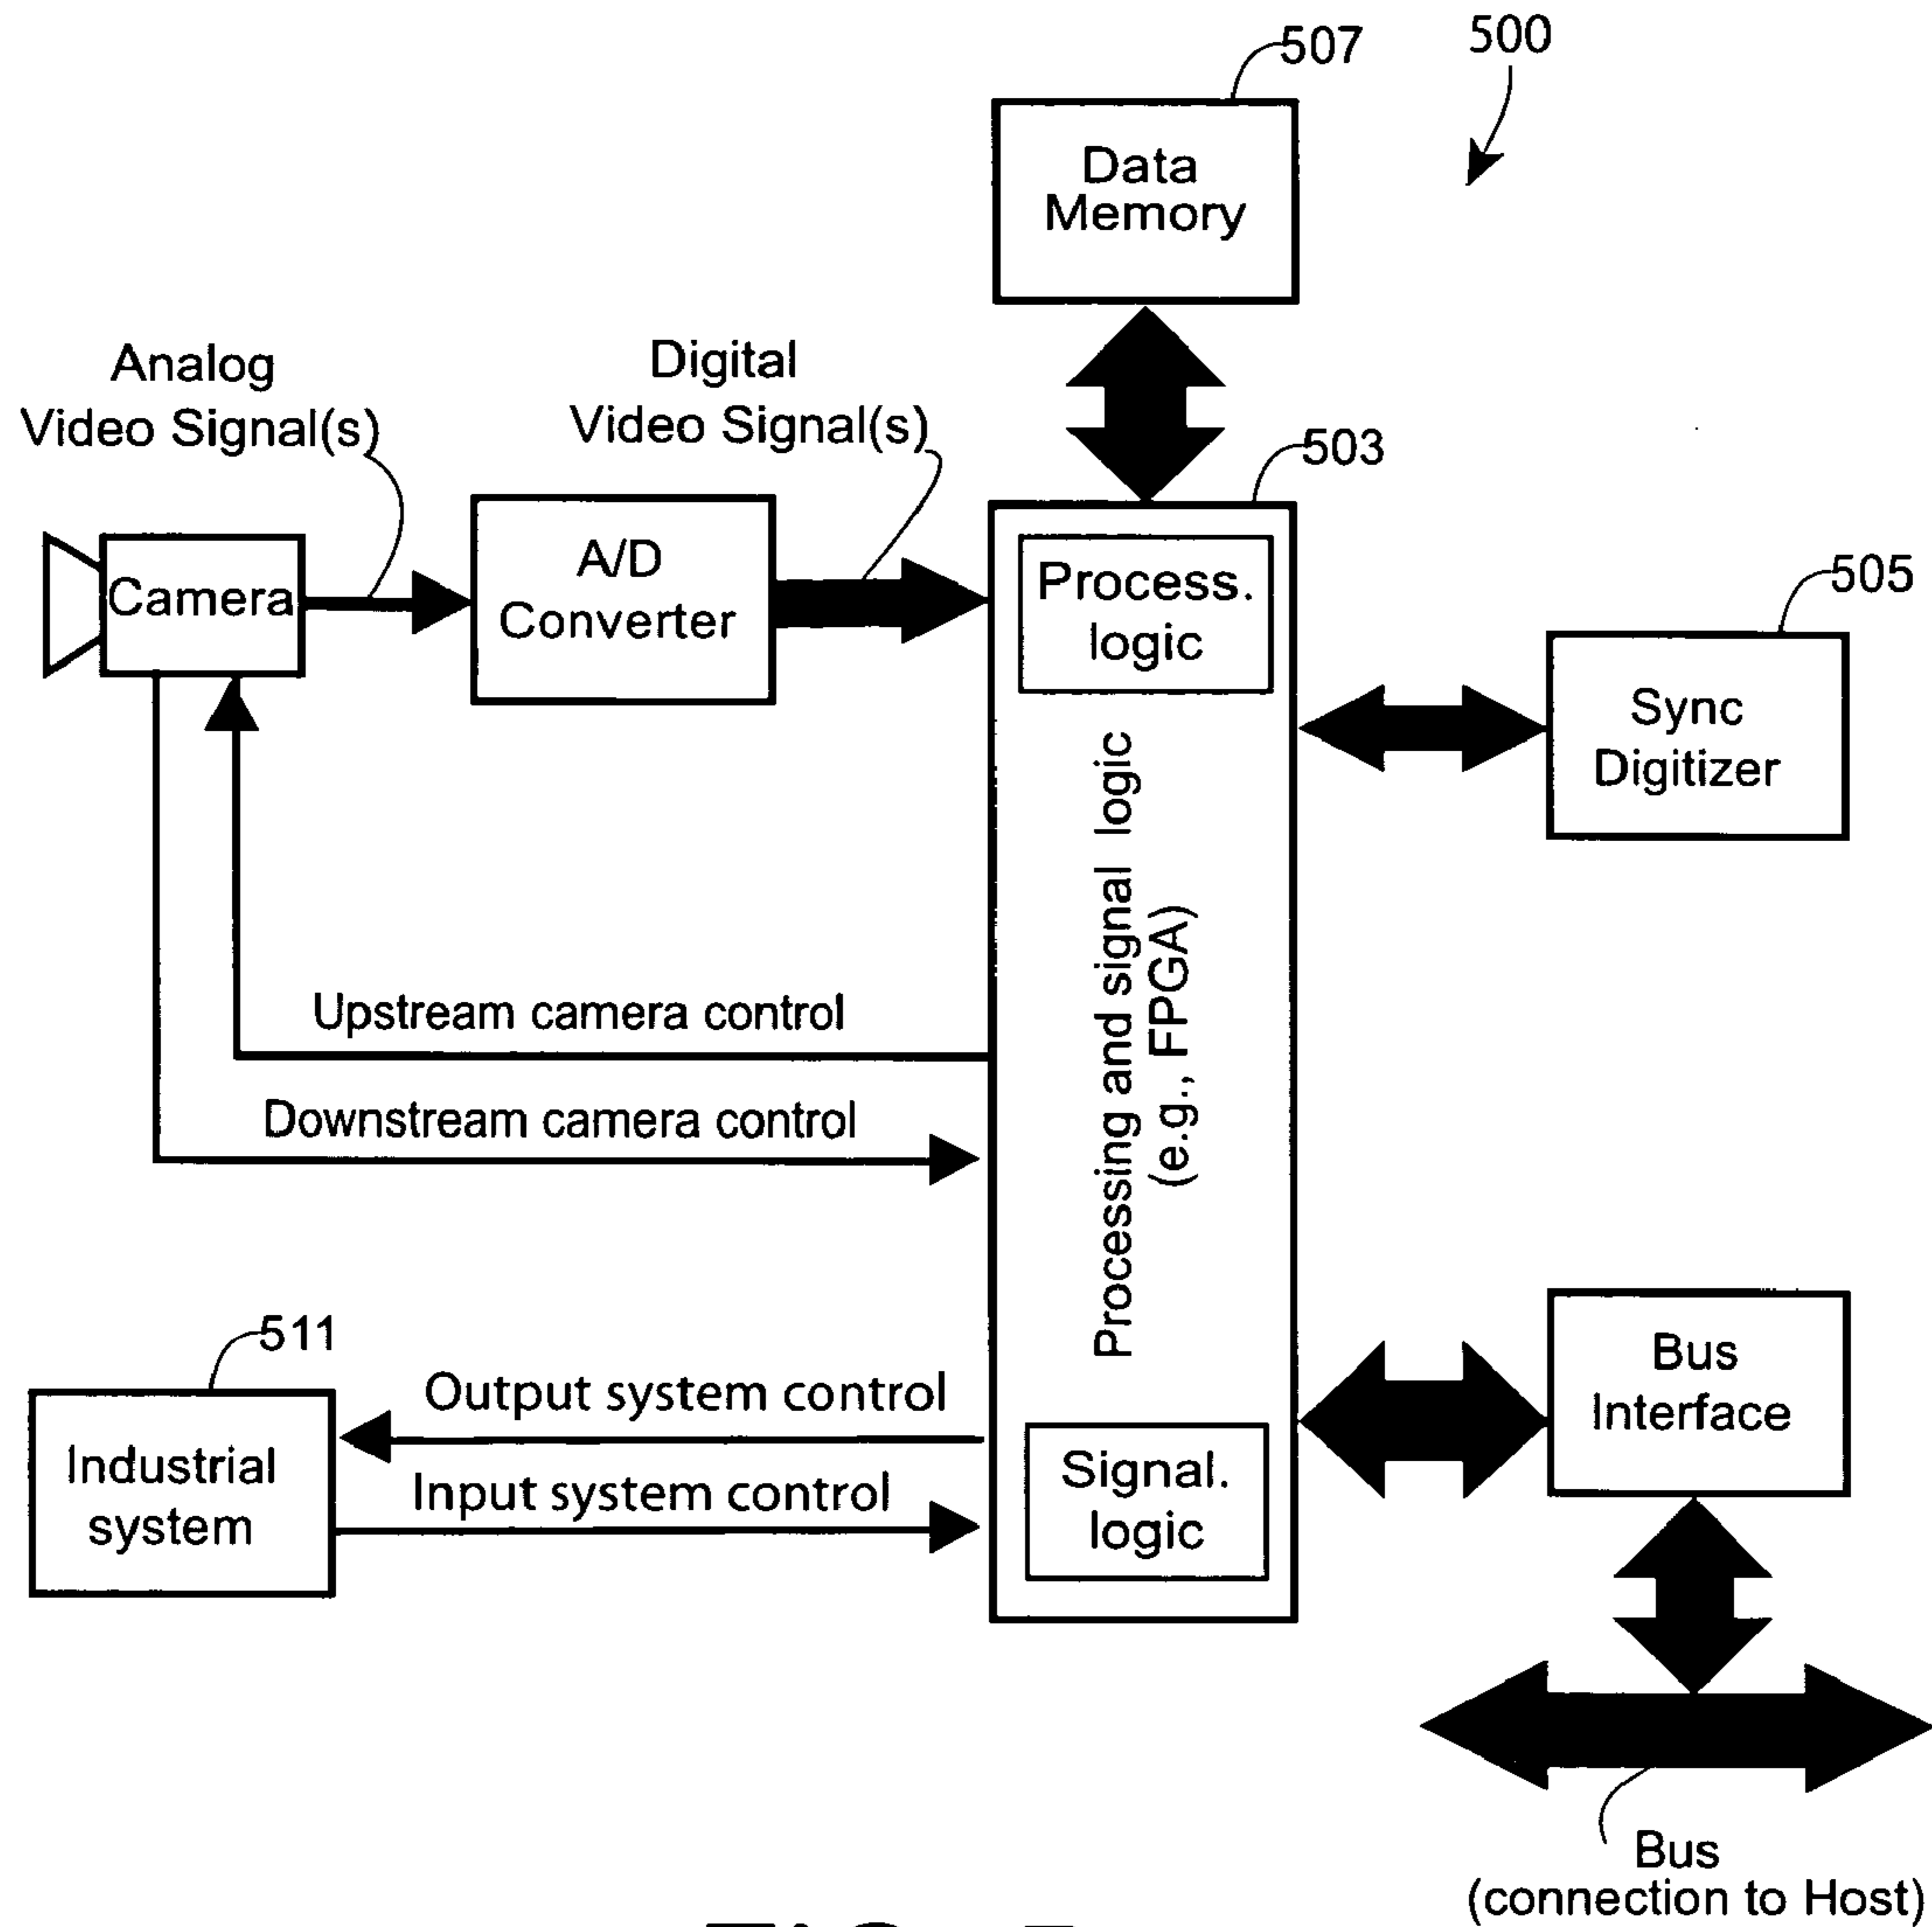 507
500
Data
Memory
Analog
Video Signal(s)
Digital
Video Signal(s)
503
Camera
A/D
Converter
Process.
logic
505
Sync
Digitizer
Processing and signal logic
(e.g., FPGA)
Upstream camera control
Downstream camera control
511
Industrial
system
Output system control
Input system control
Signal.
logic
Bus
Interface
Bus
(connection to Host)